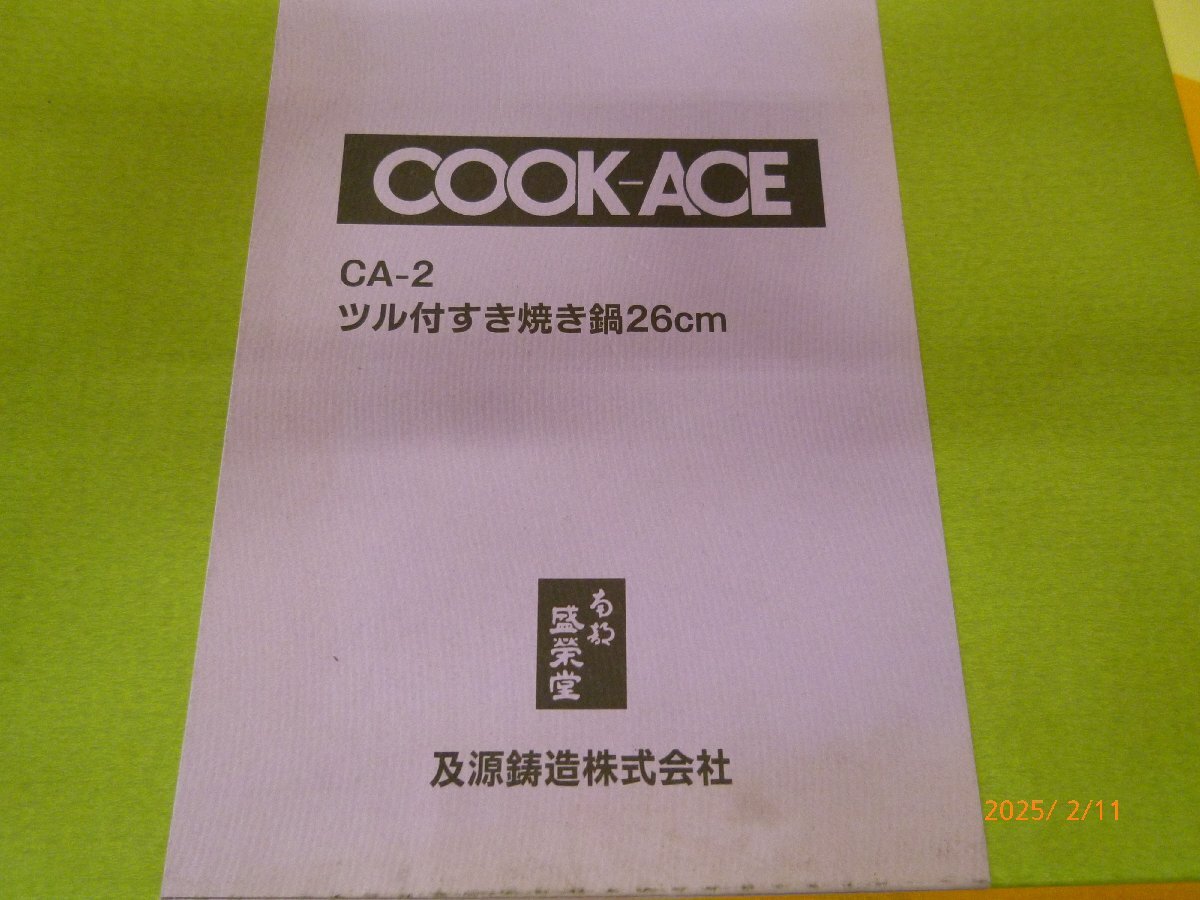 COOK-ACE
CA-2
ツル付すき焼き鍋26cm
南部
盛榮堂
及源鋳造株式会社
2025/ 2/11